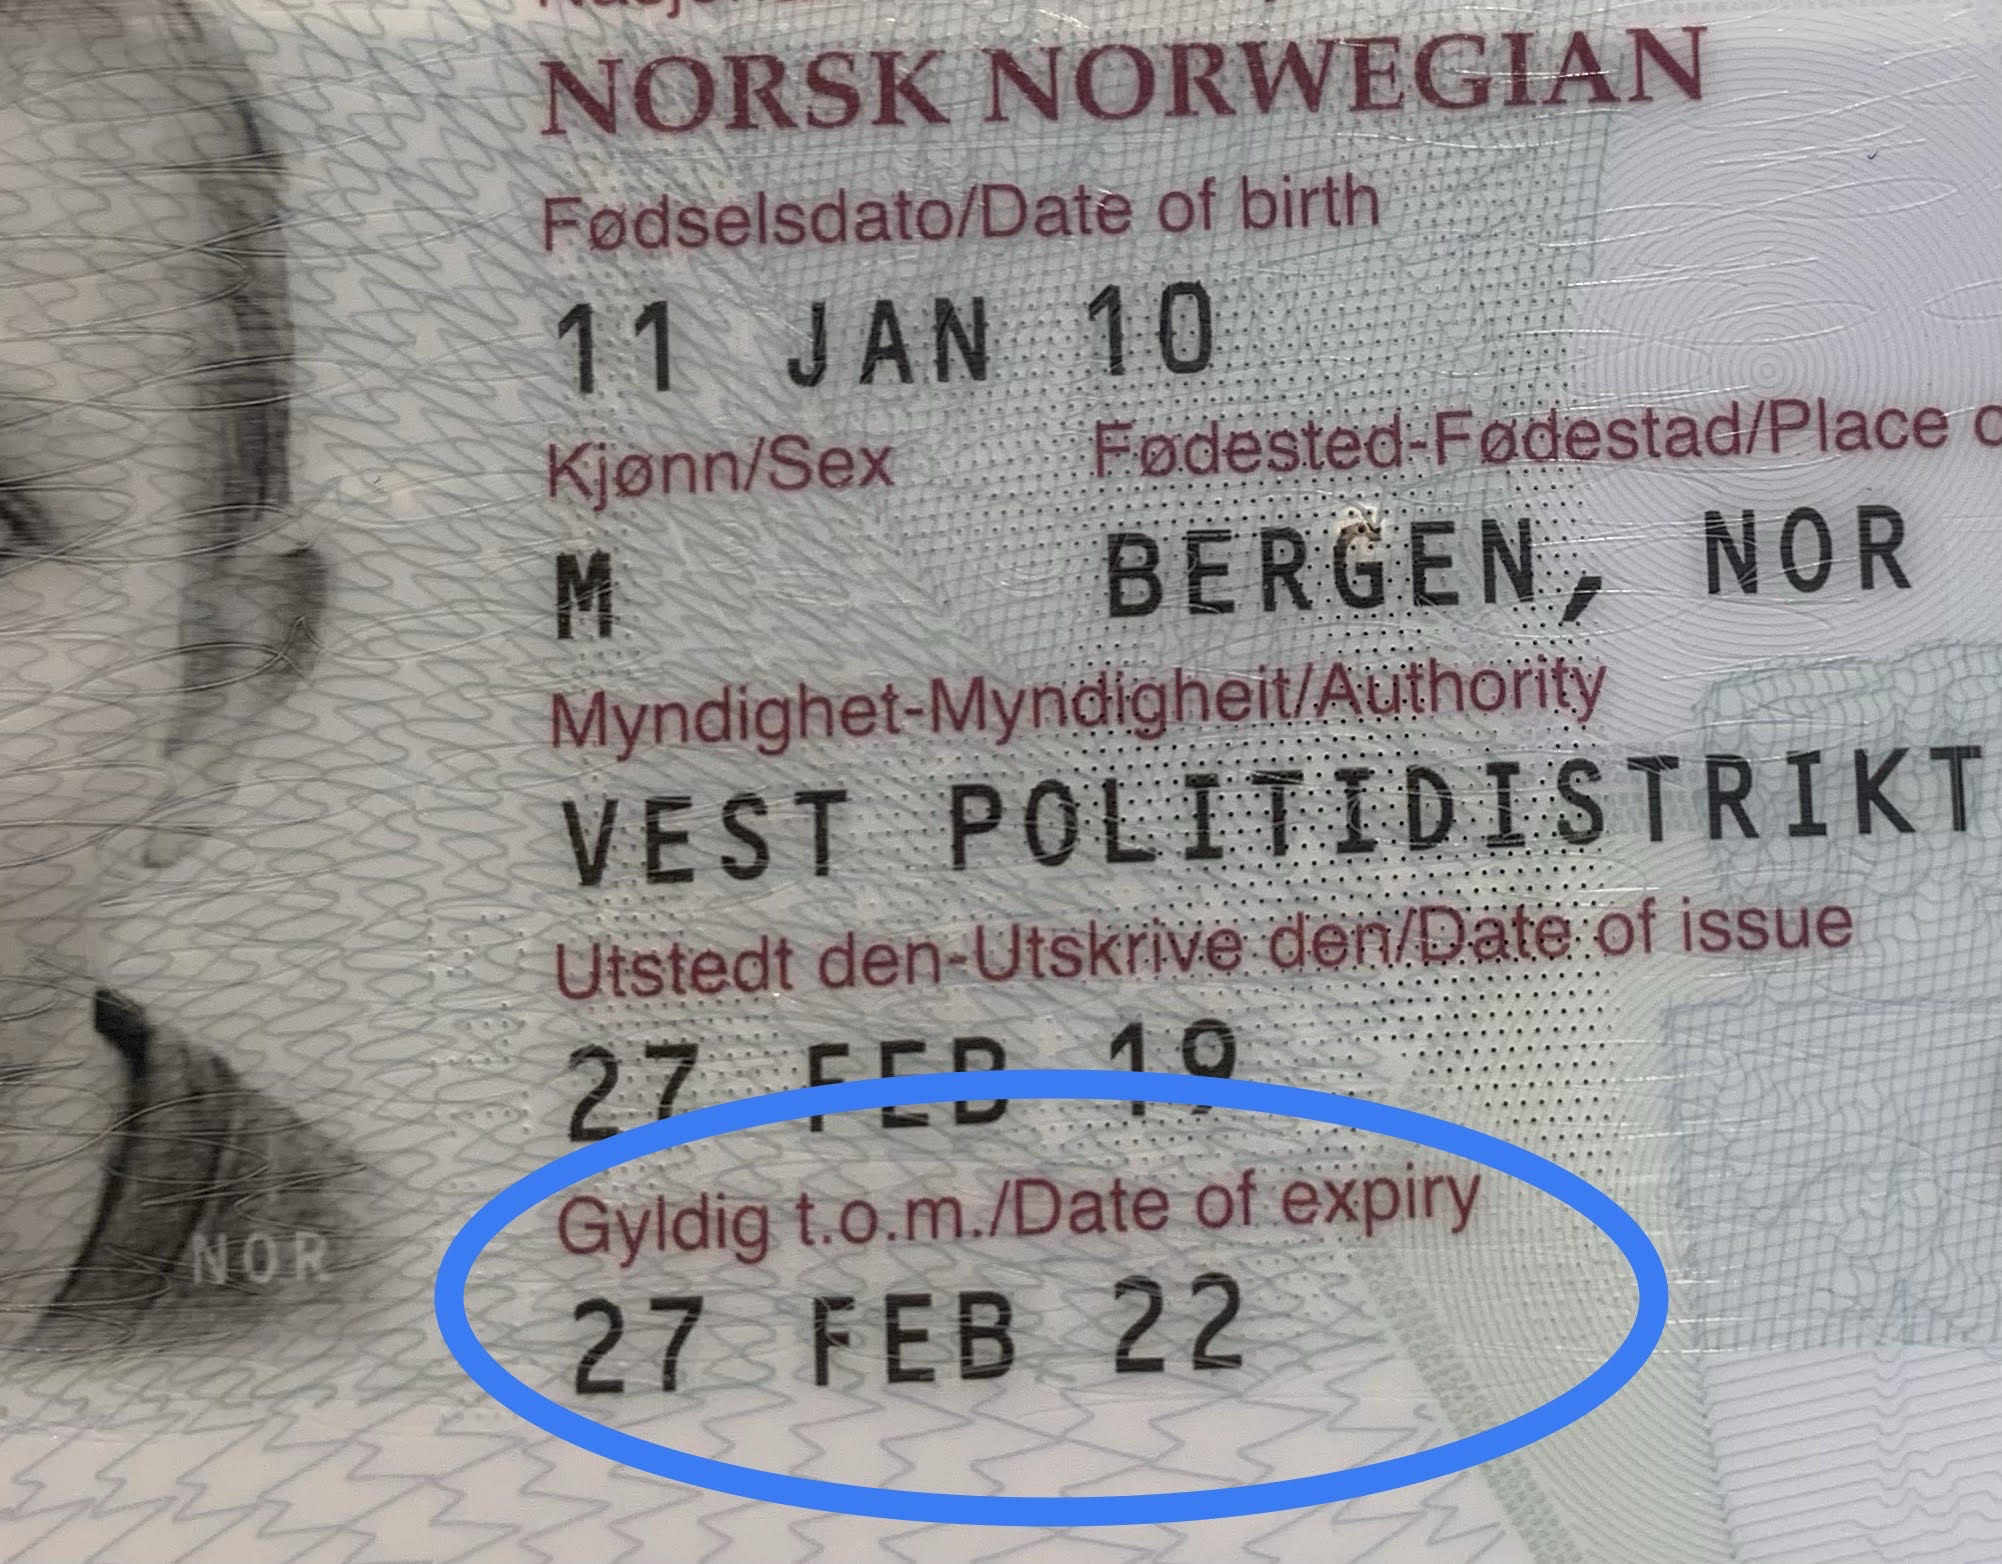 NORSK NORWEGIAN
Fødselsdato/Date of birth
11 JAN 10
Kjønn/Sex Fødested-Fødestad/Place
M BERGEN, NOR
Myndighet-Myndigheit/Authority
VEST POLITIDISTRIKT
Utstedt den-Utskrive den/Date of issue
27 FEB 19
Gyldig t.o.m./Date of expiry
27 FEB 22
NOR